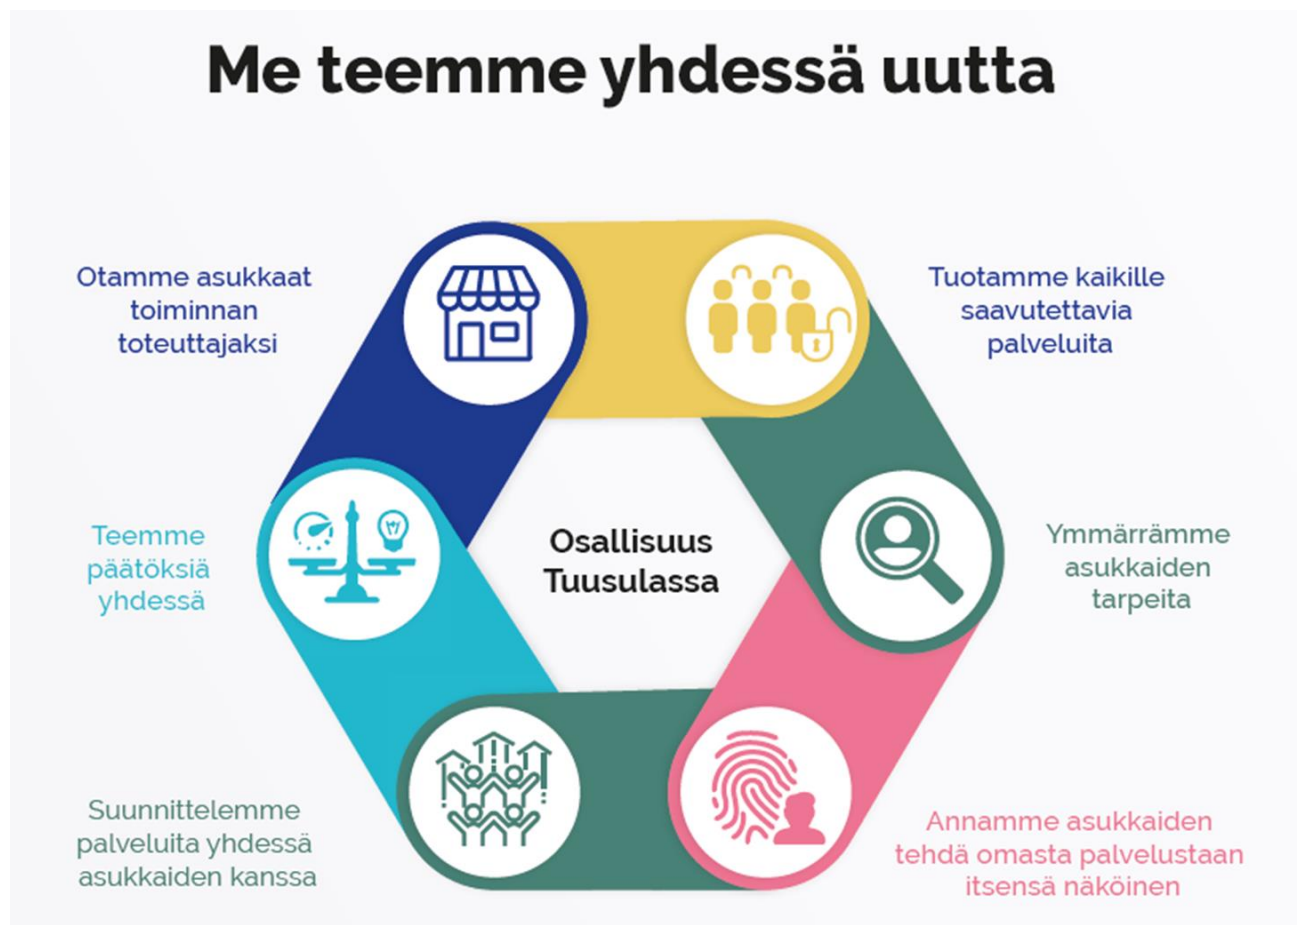 Me teemme yhdessä uutta
Otamme asukkaat
toiminnan
toteuttajaksi
Tuotamme kaikille
saavutettavia
palveluita
Teemme
päätöksiä
yhdessä
Osallisuus
Tuusulassa
Ymmärrämme
asukkaiden
tarpeita
Suunnittelemme
palveluita yhdessä
asukkaiden kanssa
Annamme asukkaiden
tehdä omasta palvelustaan
itsensä näköinen